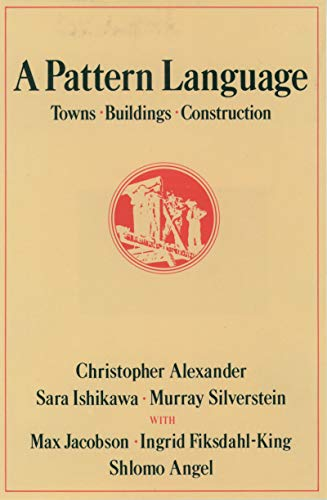 A Pattern Language
Towns · Buildings · Construction
Christopher Alexander
Sara Ishikawa · Murray Silverstein
WITH
Max Jacobson · Ingrid Fiksdahl-King
Shlomo Angel